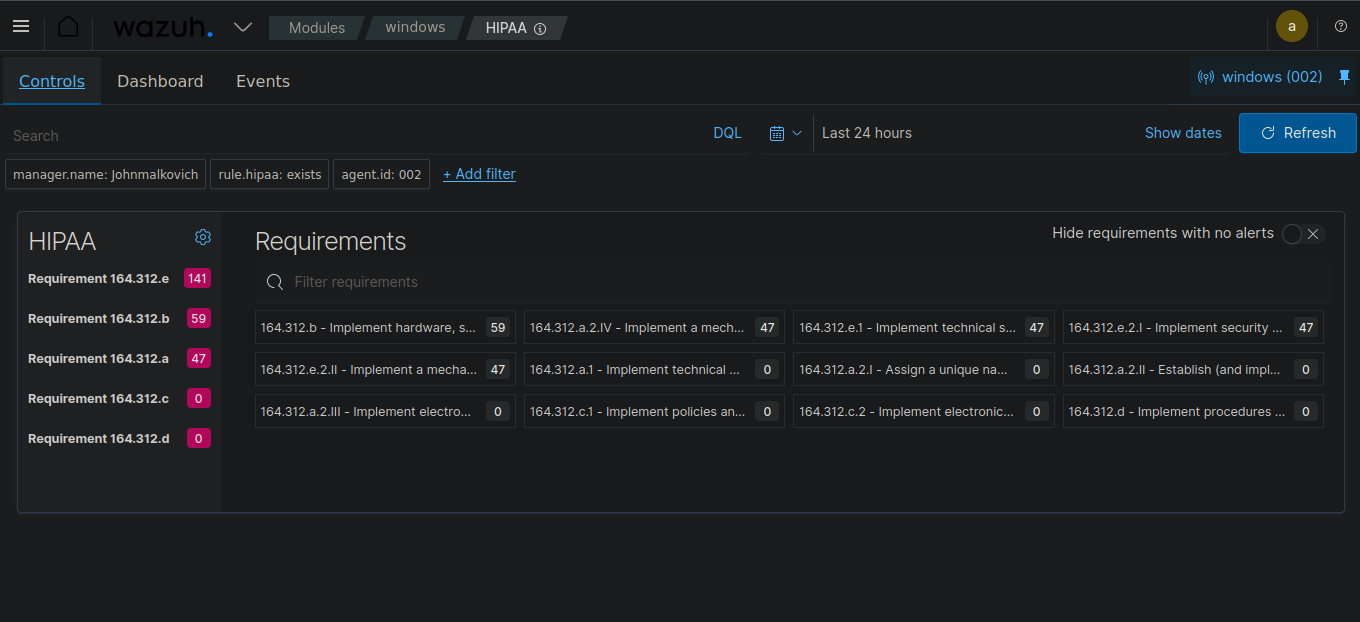 wazuh. Modules windows HIPAA a
Controls Dashboard Events windows (002)
Search DQL Last 24 hours Show dates Refresh
manager.name: Johnmalkovich rule.hipaa: exists agent.id: 002 + Add filter
HIPAA
Requirement 164.312.e 141
Requirement 164.312.b 59
Requirement 164.312.a 47
Requirement 164.312.c 0
Requirement 164.312.d 0
Requirements Hide requirements with no alerts
Filter requirements
164.312.b - Implement hardware, s... 59 164.312.a.2.IV - Implement a mech... 47 164.312.e.1 - Implement technical s... 47 164.312.e.2.I - Implement security ... 47
164.312.e.2.II - Implement a mecha... 47 164.312.a.1 - Implement technical ... 0 164.312.a.2.I - Assign a unique na... 0 164.312.a.2.II - Establish (and impl... 0
164.312.a.2.III - Implement electro... 0 164.312.c.1 - Implement policies an... 0 164.312.c.2 - Implement electronic... 0 164.312.d - Implement procedures ... 0